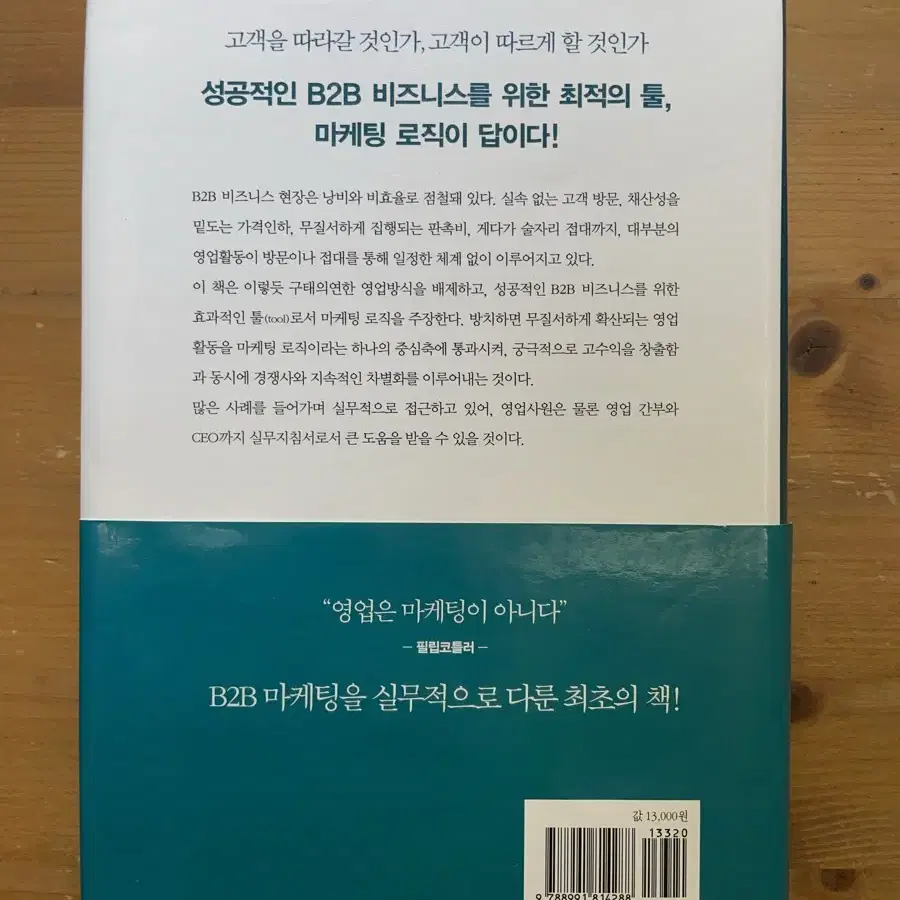 고객을 따라갈 것인가, 고객이 따르게 할 것인가
성공적인 B2B 비즈니스를 위한 최적의 툴,
마케팅 로직이 답이다!
B2B 비즈니스 현장은 낭비와 비효율로 점철돼 있다. 실속 없는 고객 방문, 채산성을
밑도는 가격인하, 무질서하게 집행되는 판촉비, 게다가 술자리 접대까지, 대부분의
영업활동이 방문이나 접대를 통해 일정한 체계 없이 이루어지고 있다.
이 책은 이렇듯 구태의연한 영업방식을 배제하고, 성공적인 B2B 비즈니스를 위한
효과적인 툴(tool)로서 마케팅 로직을 주장한다. 방치하면 무질서하게 확산되는 영업
활동을 마케팅 로직이라는 하나의 중심축에 통과시켜, 궁극적으로 고수익을 창출함
과 동시에 경쟁사와 지속적인 차별화를 이루어내는 것이다.
많은 사례를 들어가며 실무적으로 접근하고 있어, 영업사원은 물론 영업 간부와
CEO까지 실무지침서로서 큰 도움을 받을 수 있을 것이다.
“영업은 마케팅이 아니다”
– 필립코틀러 –
B2B 마케팅을 실무적으로 다룬 최초의 책!
값 13,000원
13320
9 788991 814288